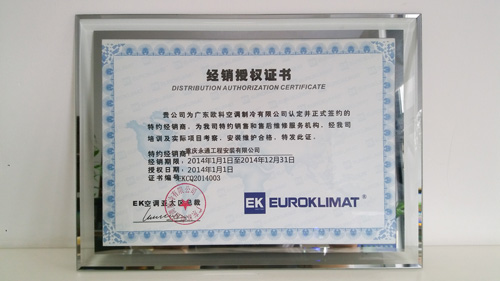 经销授权证书
DISTRIBUTION AUTHORIZATION CERTIFICATE
贵公司为广东欧科空调制冷有限公司认定并正式签约的
特约经销商，为我司特约销售和售后维修服务机构，经我司
培训及实际项目考察，安装维护合格，特发此证。
特约经销商：重庆永通工程安装有限公司
经销期限：2014年1月1日至2014年12月31日
授权日期：2014年1月1日
证书编号：EKCQ2014003
EK空调亚太区总裁
EK EUROKLIMAT®